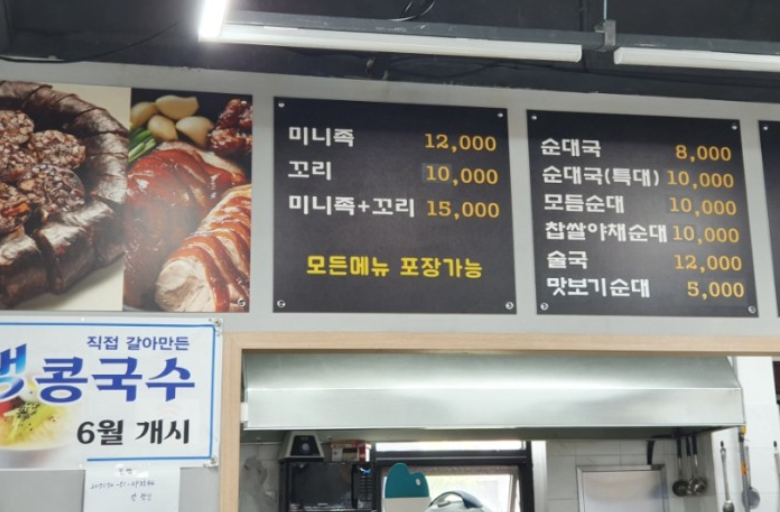 미니족 12,000
꼬리 10,000
미니족+꼬리 15,000
모든메뉴 포장가능
순대국 8,000
순대국(특대) 10,000
모듬순대 10,000
찹쌀야채순대 10,000
술국 12,000
맛보기순대 5,000
직접 갈아만든
콩국수
6월 개시